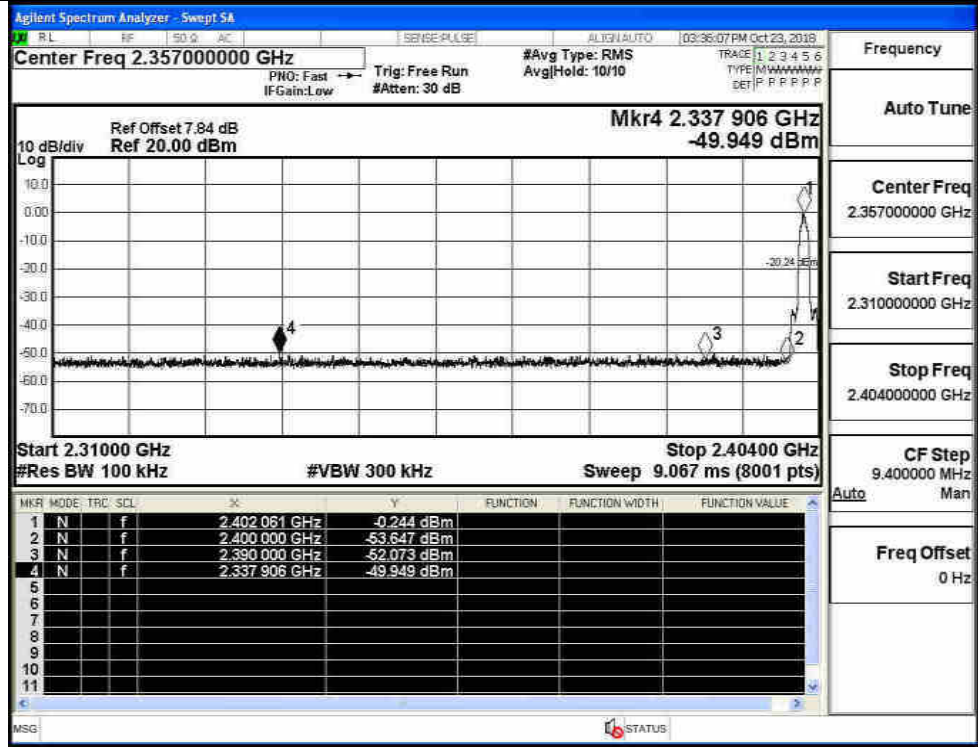 Agilent Spectrum Analyzer - Swept SA
RL RF 50 Ω AC SENSE:PULSE ALIGN AUTO 03:36:07 PM Oct 23, 2018
Center Freq 2.357000000 GHz
PNO: Fast
IFGain:Low
Trig: Free Run
#Atten: 30 dB
#Avg Type: RMS
Avg|Hold: 10/10
TRACE 1 2 3 4 5 6
TYPE M W W W W W
DET P P P P P P
Ref Offset 7.84 dB
10 dB/div Ref 20.00 dBm
Log
Mkr4 2.337 906 GHz
-49.949 dBm
10.0
0.00
-10.0
-20.0
-30.0
-40.0
-50.0
-60.0
-70.0
1
-20.24 dBm
4
3
2
Start 2.31000 GHz Stop 2.40400 GHz
#Res BW 100 kHz #VBW 300 kHz Sweep 9.067 ms (8001 pts)
MKR MODE TRC SCL X Y FUNCTION FUNCTION WIDTH FUNCTION VALUE
1 N f 2.402 061 GHz -0.244 dBm
2 N f 2.400 000 GHz -53.647 dBm
3 N f 2.390 000 GHz -52.073 dBm
4 N f 2.337 906 GHz -49.949 dBm
5
6
7
8
9
10
11
MSG STATUS
Frequency
Auto Tune
Center Freq
2.357000000 GHz
Start Freq
2.310000000 GHz
Stop Freq
2.404000000 GHz
CF Step
9.400000 MHz
Auto Man
Freq Offset
0 Hz